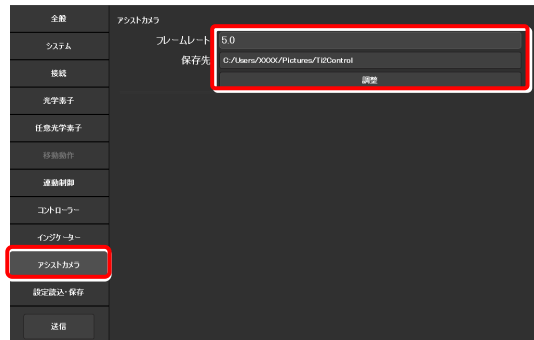 全般
システム
接続
光学素子
任意光学素子
移動動作
連動制御
コントローラー
インジケーター
アシストカメラ
設定読込・保存
送信
アシストカメラ
フレームレート 5.0
保存先 C:/Users/XXXX/Pictures/Ti2Control
調整